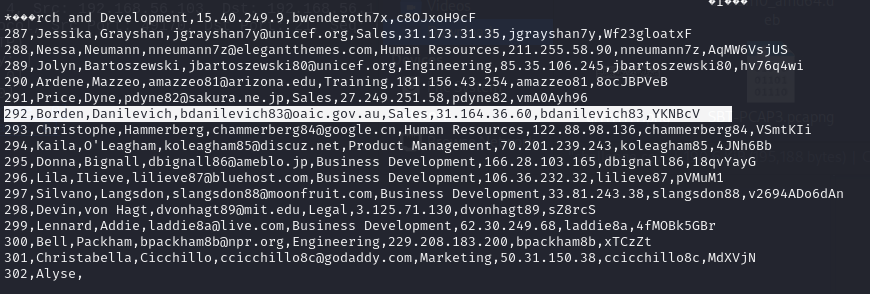 *����rch and Development,15.40.249.9,bwenderoth7x,c8OJxoH9cF
287,Jessika,Grayshan,jgrayshan7y@unicef.org,Sales,31.173.31.35,jgrayshan7y,Wf23gloatxF
288,Nessa,Neumann,nneumann7z@elegantthemes.com,Human Resources,211.255.58.90,nneumann7z,AqMW6VsjUS
289,Jolyn,Bartoszewski,jbartoszewski80@unicef.org,Engineering,85.35.106.245,jbartoszewski80,hv76q4wi
290,Ardene,Mazzeo,amazzeo81@arizona.edu,Training,181.156.43.254,amazzeo81,8ocJBPVeB
291,Price,Dyne,pdyne82@sakura.ne.jp,Sales,27.249.251.58,pdyne82,vmA0Ayh96
292,Borden,Danilevich,bdanilevich83@oaic.gov.au,Sales,31.164.36.60,bdanilevich83,YKNBcV
293,Christophe,Hammerberg,chammerberg84@google.cn,Human Resources,122.88.98.136,chammerberg84,VSmtKIi
294,Kaila,O'Leagham,koleagham85@discuz.net,Product Management,70.201.239.243,koleagham85,4JNh6Bb
295,Donna,Bignall,dbignall86@ameblo.jp,Business Development,166.28.103.165,dbignall86,18qvYayG
296,Lila,Ilieve,lilieve87@bluehost.com,Business Development,106.36.232.32,lilieve87,pVMuM1
297,Silvano,Langsdon,slangsdon88@moonfruit.com,Business Development,33.81.243.38,slangsdon88,v2694ADo6dAn
298,Devin,von Hagt,dvonhagt89@mit.edu,Legal,3.125.71.130,dvonhagt89,sZ8rcS
299,Lennard,Addie,laddie8a@live.com,Business Development,62.30.249.68,laddie8a,4fMOBk5GBr
300,Bell,Packham,bpackham8b@npr.org,Engineering,229.208.183.200,bpackham8b,xTCzZt
301,Christabella,Cicchillo,ccicchillo8c@godaddy.com,Marketing,50.31.150.38,ccicchillo8c,MdXVjN
302,Alyse,